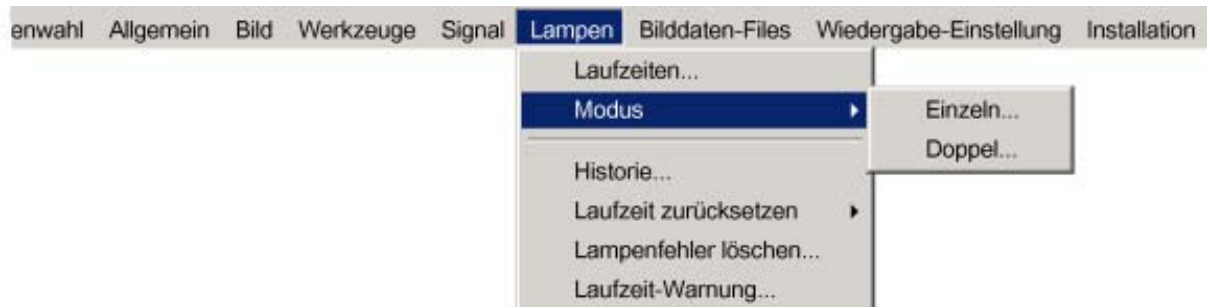 enwahl Allgemein Bild Werkzeuge Signal Lampen Bilddaten-Files Wiedergabe-Einstellung Installation
Laufzeiten...
Modus
Einzeln...
Doppel...
Historie...
Laufzeit zurücksetzen
Lampenfehler löschen...
Laufzeit-Warnung...